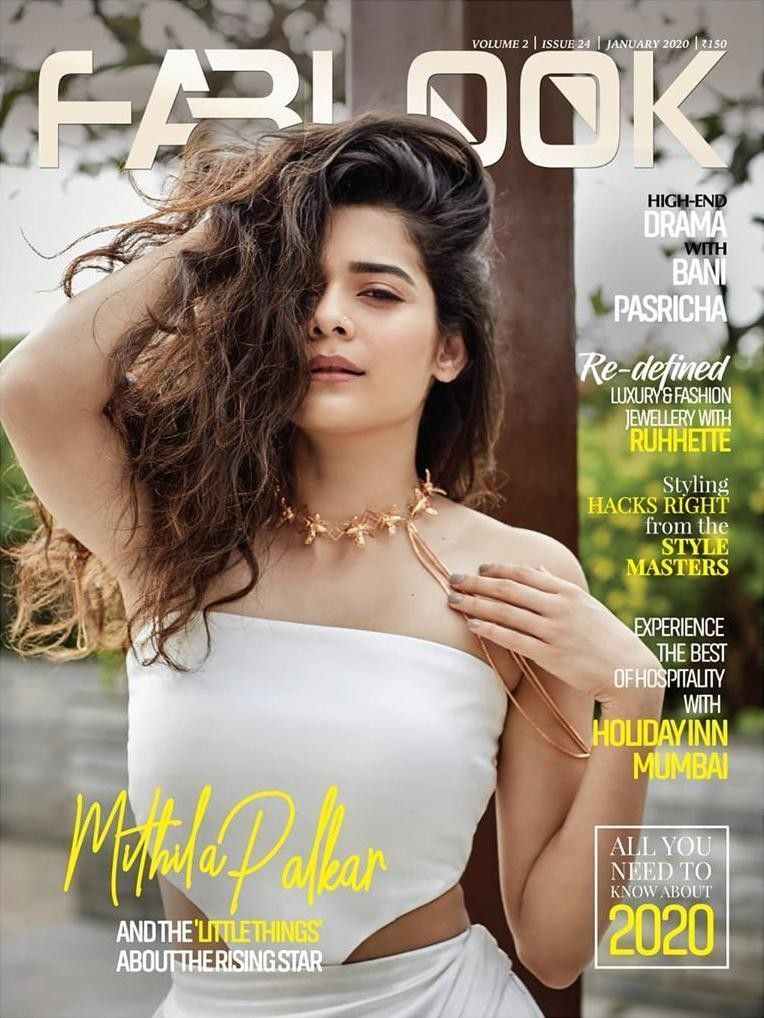 VOLUME 2 | ISSUE 24 | JANUARY 2020 | ₹150
FABLOOK
HIGH-END
DRAMA
WITH
BANI
PASRICHA
Re-defined
LUXURY & FASHION
JEWELLERY WITH
RUHHETTE
Styling
HACKS RIGHT
from the
STYLE
MASTERS
EXPERIENCE
THE BEST
OF HOSPITALITY
WITH
HOLIDAY INN
MUMBAI
Mithila Palkar
AND THE 'LITTLE THINGS'
ABOUT THE RISING STAR
ALL YOU
NEED TO
KNOW ABOUT
2020